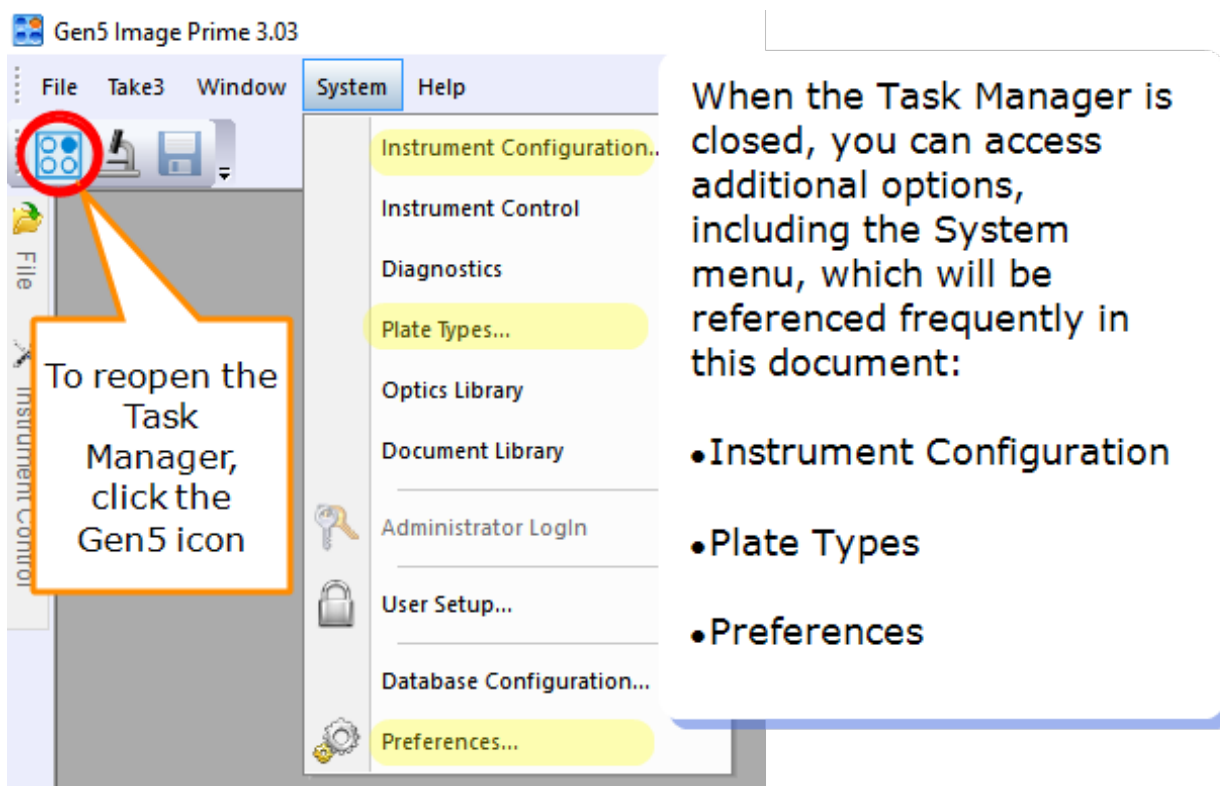 Gen5 Image Prime 3.03
File Take3 Window System Help
File
Instrument Control
To reopen the
Task
Manager,
click the
Gen5 icon
Instrument Configuration..
Instrument Control
Diagnostics
Plate Types...
Optics Library
Document Library
Administrator LogIn
User Setup...
Database Configuration...
Preferences...
When the Task Manager is
closed, you can access
additional options,
including the System
menu, which will be
referenced frequently in
this document:
•Instrument Configuration
•Plate Types
•Preferences